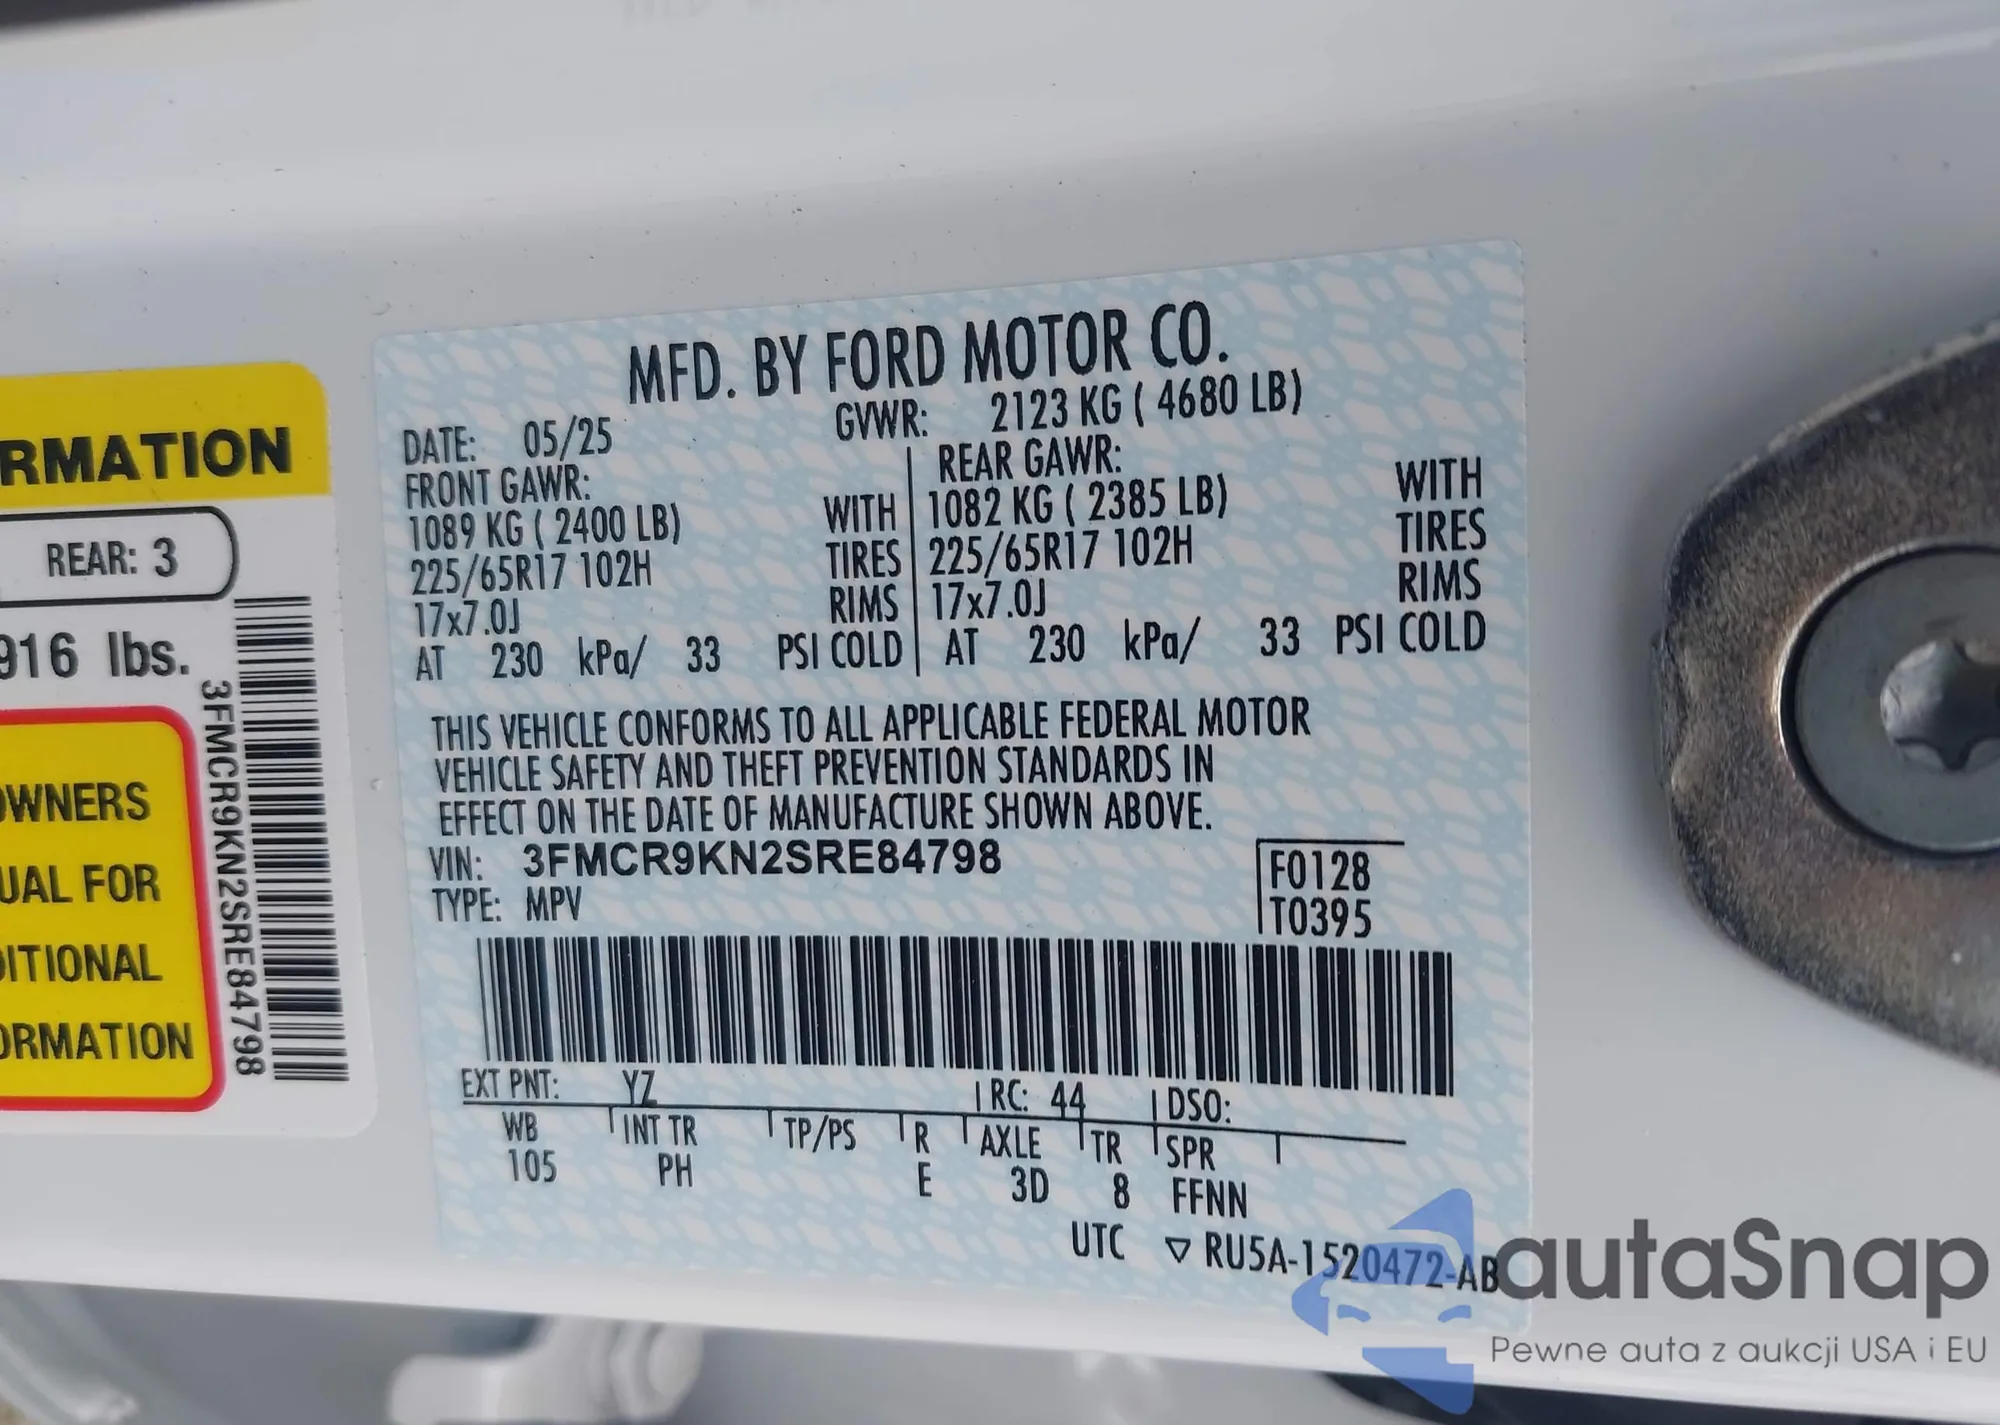 RMATION
REAR: 3
916 lbs.
OWNERS
UAL FOR
DITIONAL
ORMATION
3FMCR9KN2SRE84798
MFD. BY FORD MOTOR CO.
DATE: 05/25 GVWR: 2123 KG ( 4680 LB)
FRONT GAWR: REAR GAWR:
1089 KG ( 2400 LB) WITH 1082 KG ( 2385 LB) WITH
225/65R17 102H TIRES 225/65R17 102H TIRES
17x7.0J RIMS 17x7.0J RIMS
AT 230 kPa/ 33 PSI COLD AT 230 kPa/ 33 PSI COLD
THIS VEHICLE CONFORMS TO ALL APPLICABLE FEDERAL MOTOR
VEHICLE SAFETY AND THEFT PREVENTION STANDARDS IN
EFFECT ON THE DATE OF MANUFACTURE SHOWN ABOVE.
VIN: 3FMCR9KN2SRE84798 F0128
TYPE: MPV T0395
EXT PNT: YZ RC: 44 DSO:
WB INT TR TP/PS R AXLE TR SPR
105 PH E 3D 8 FFNN
UTC ▽ RU5A-1520472-AB
autaSnap
Pewne auta z aukcji USA i EU